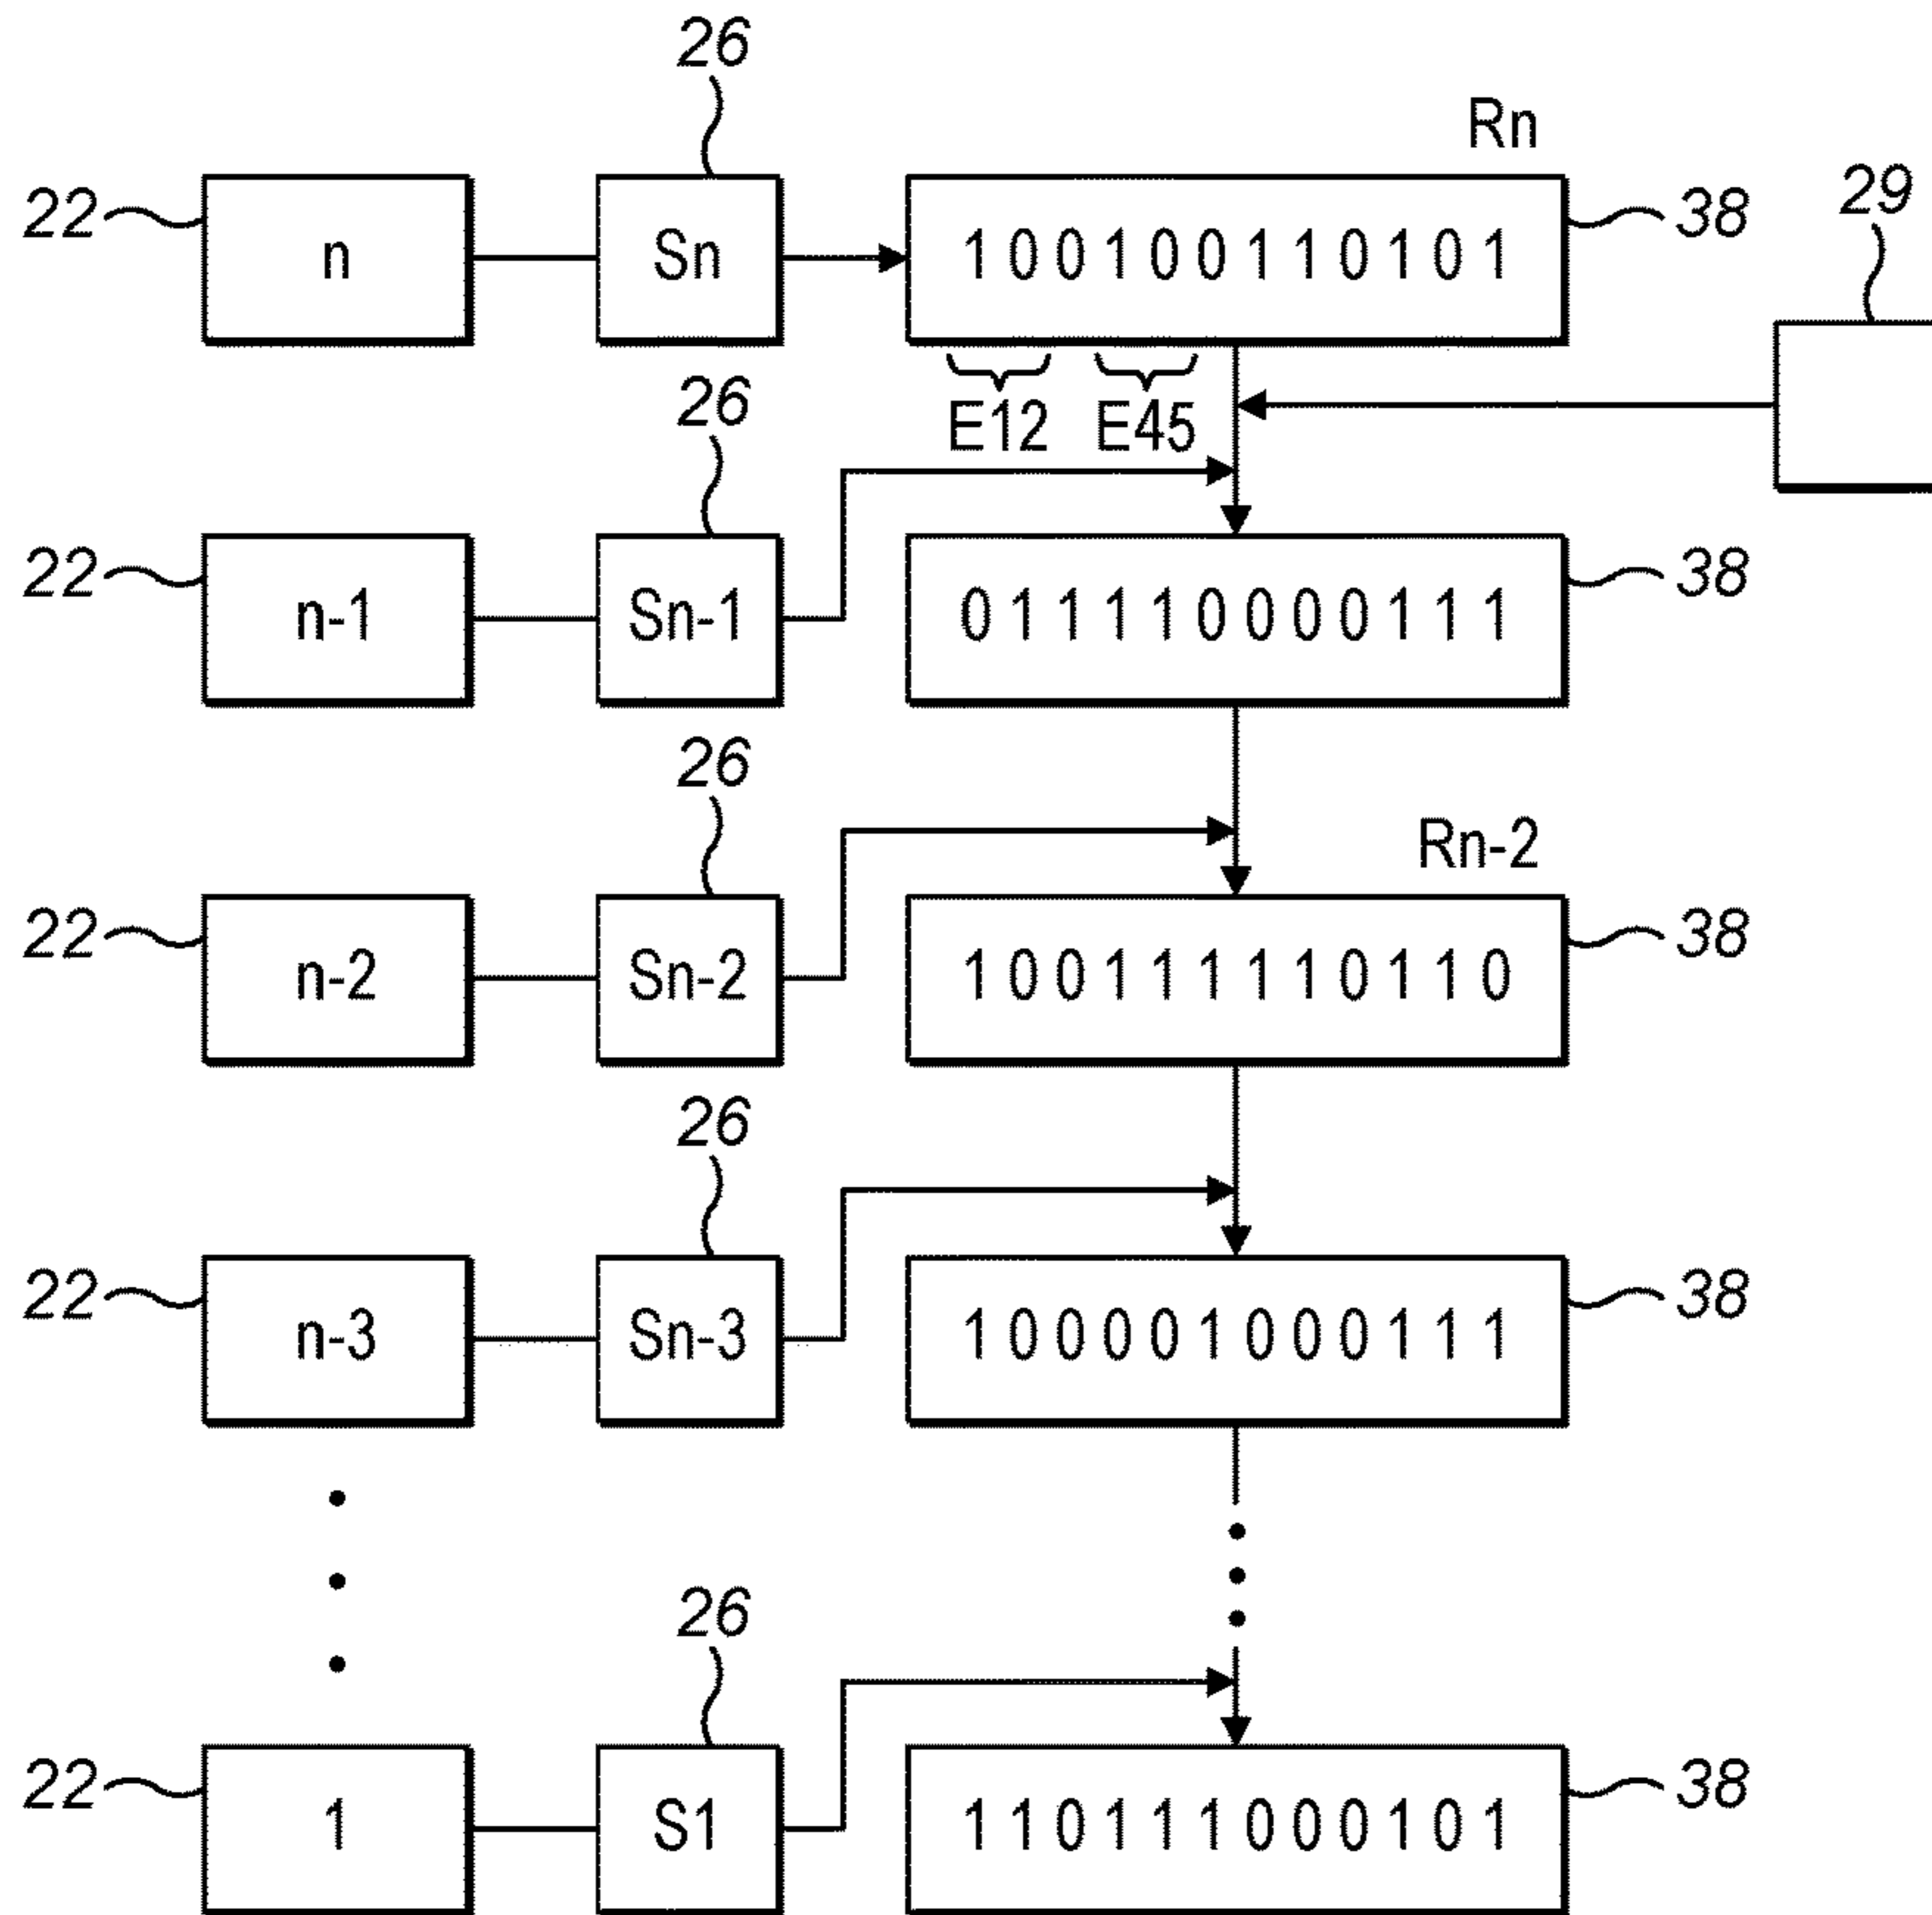 26
Rn
22 n Sn 1 0 0 1 0 0 1 1 0 1 0 1 38 29
E12 E45
26
22 n-1 Sn-1 0 1 1 1 1 0 0 0 0 1 1 1 38
26
Rn-2
22 n-2 Sn-2 1 0 0 1 1 1 1 1 0 1 1 0 38
26
22 n-3 Sn-3 1 0 0 0 0 1 0 0 0 1 1 1 38
26
22 1 S1 1 1 0 1 1 1 0 0 0 1 0 1 38